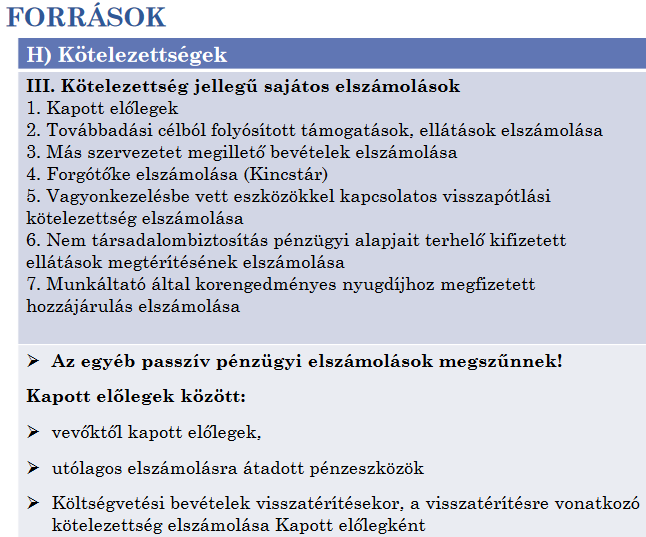 FORRÁSOK
H) Kötelezettségek
III. Kötelezettség jellegű sajátos elszámolások
1. Kapott előlegek
2. Továbbadási célból folyósított támogatások, ellátások elszámolása
3. Más szervezetet megillető bevételek elszámolása
4. Forgótőke elszámolása (Kincstár)
5. Vagyonkezelésbe vett eszközökkel kapcsolatos visszapótlási
kötelezettség elszámolása
6. Nem társadalombiztosítás pénzügyi alapjait terhelő kifizetett
ellátások megtérítésének elszámolása
7. Munkáltató által korengedményes nyugdíjhoz megfizetett
hozzájárulás elszámolása
➢ Az egyéb passzív pénzügyi elszámolások megszűnnek!
Kapott előlegek között:
➢ vevőktől kapott előlegek,
➢ utólagos elszámolásra átadott pénzeszközök
➢ Költségvetési bevételek visszatérítésekor, a visszatérítésre vonatkozó
kötelezettség elszámolása Kapott előlegként